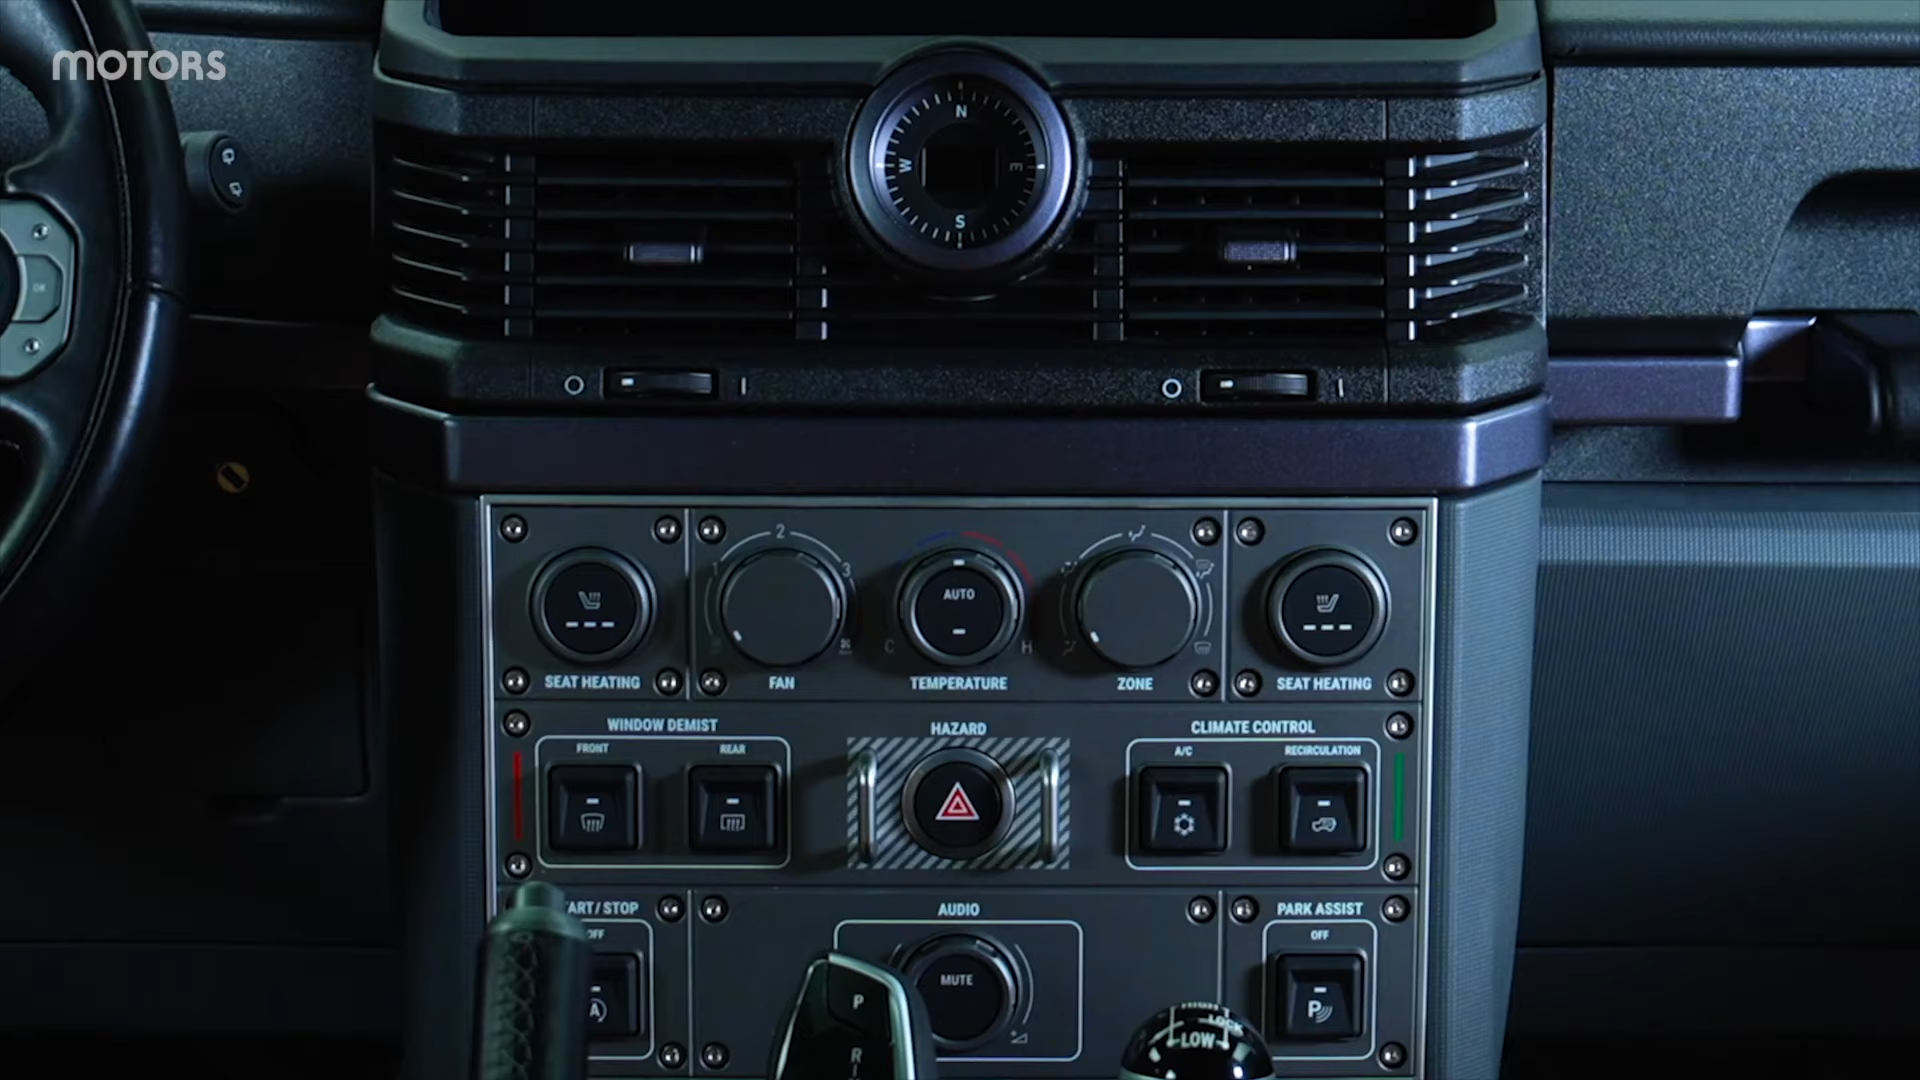 MOTORS
N
W
E
S
2
3
AUTO
C
H
SEAT HEATING
FAN
TEMPERATURE
ZONE
SEAT HEATING
WINDOW DEMIST
FRONT
REAR
HAZARD
CLIMATE CONTROL
A/C
RECIRCULATION
ART/STOP
OFF
A
AUDIO
MUTE
PARK ASSIST
OFF
P
P
R
HIGH
LOCK
LOW